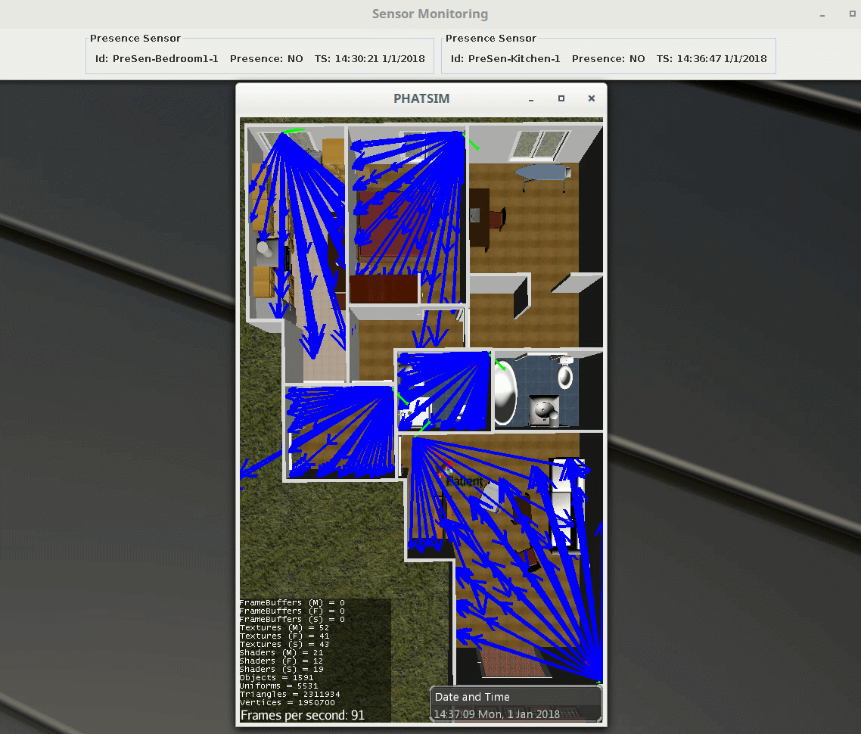 Sensor Monitoring
Presence Sensor
Id: PreSen-Bedroom1-1 Presence: NO TS: 14:30:21 1/1/2018
Presence Sensor
Id: PreSen-Kitchen-1 Presence: NO TS: 14:36:47 1/1/2018
PHATSIM
Patient
FrameBuffers (M) = 0
FrameBuffers (F) = 0
FrameBuffers (S) = 0
Textures (M) = 52
Textures (F) = 41
Textures (S) = 43
Shaders (M) = 21
Shaders (F) = 12
Shaders (S) = 19
Objects = 1591
Uniforms = 5531
Triangles = 2311934
Vertices = 1950700
Frames per second: 91
Date and Time
14:37:09 Mon, 1 Jan 2018